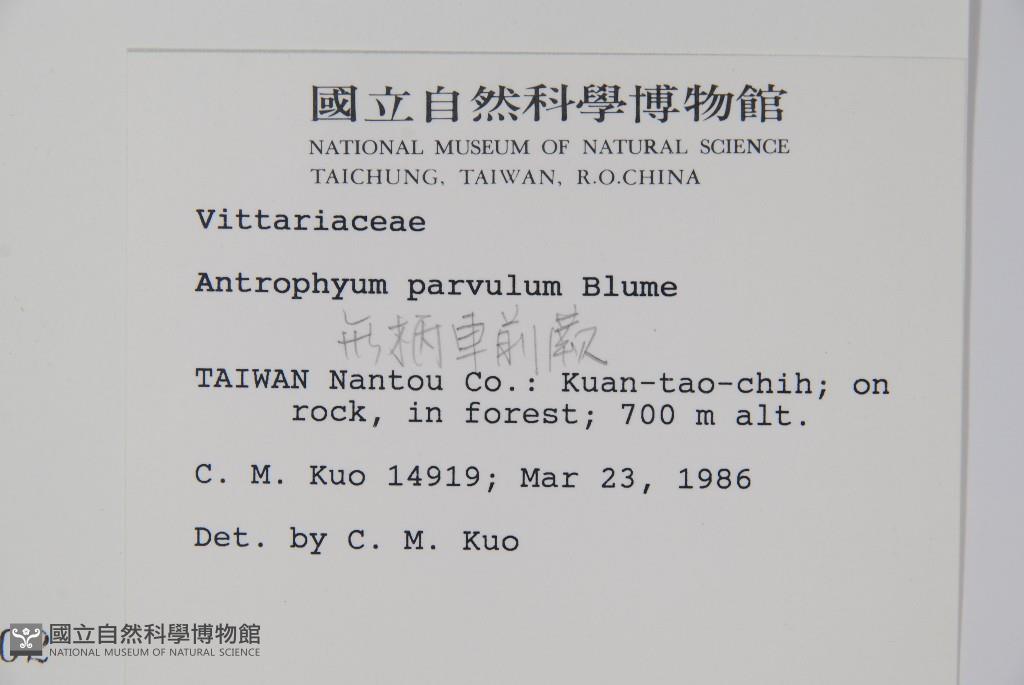 國立自然科學博物館
NATIONAL MUSEUM OF NATURAL SCIENCE
TAICHUNG, TAIWAN, R.O.CHINA
Vittariaceae
Antrophyum parvulum Blume
無柄車前蕨
TAIWAN Nantou Co.: Kuan-tao-chih; on
rock, in forest; 700 m alt.
C. M. Kuo 14919; Mar 23, 1986
Det. by C. M. Kuo
國立自然科學博物館
NATIONAL MUSEUM OF NATURAL SCIENCE